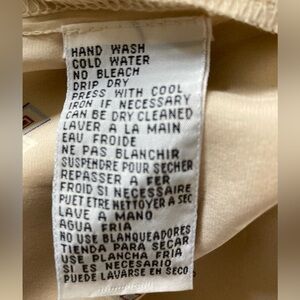 HAND WASH
COLD WATER
NO BLEACH
DRIP DRY
PRESS WITH COOL
IRON IF NECESSARY
CAN BE DRY CLEANED
LAVER A LA MAIN
EAU FROIDE
NE PAS BLANCHIR
SUSPENDRE POUR SECHER
REPASSER A FER
FROID SI NECESSAIRE
PUET ETRE NETTOYER A SEC
LAVE A MANO
AGUA FRIA
NO USE BLANQUEADORES
TIENDA PARA SECAR
USE PLANCHA FRIA
SI ES NECESARIO
PUEDE LAVARSE EN SECO